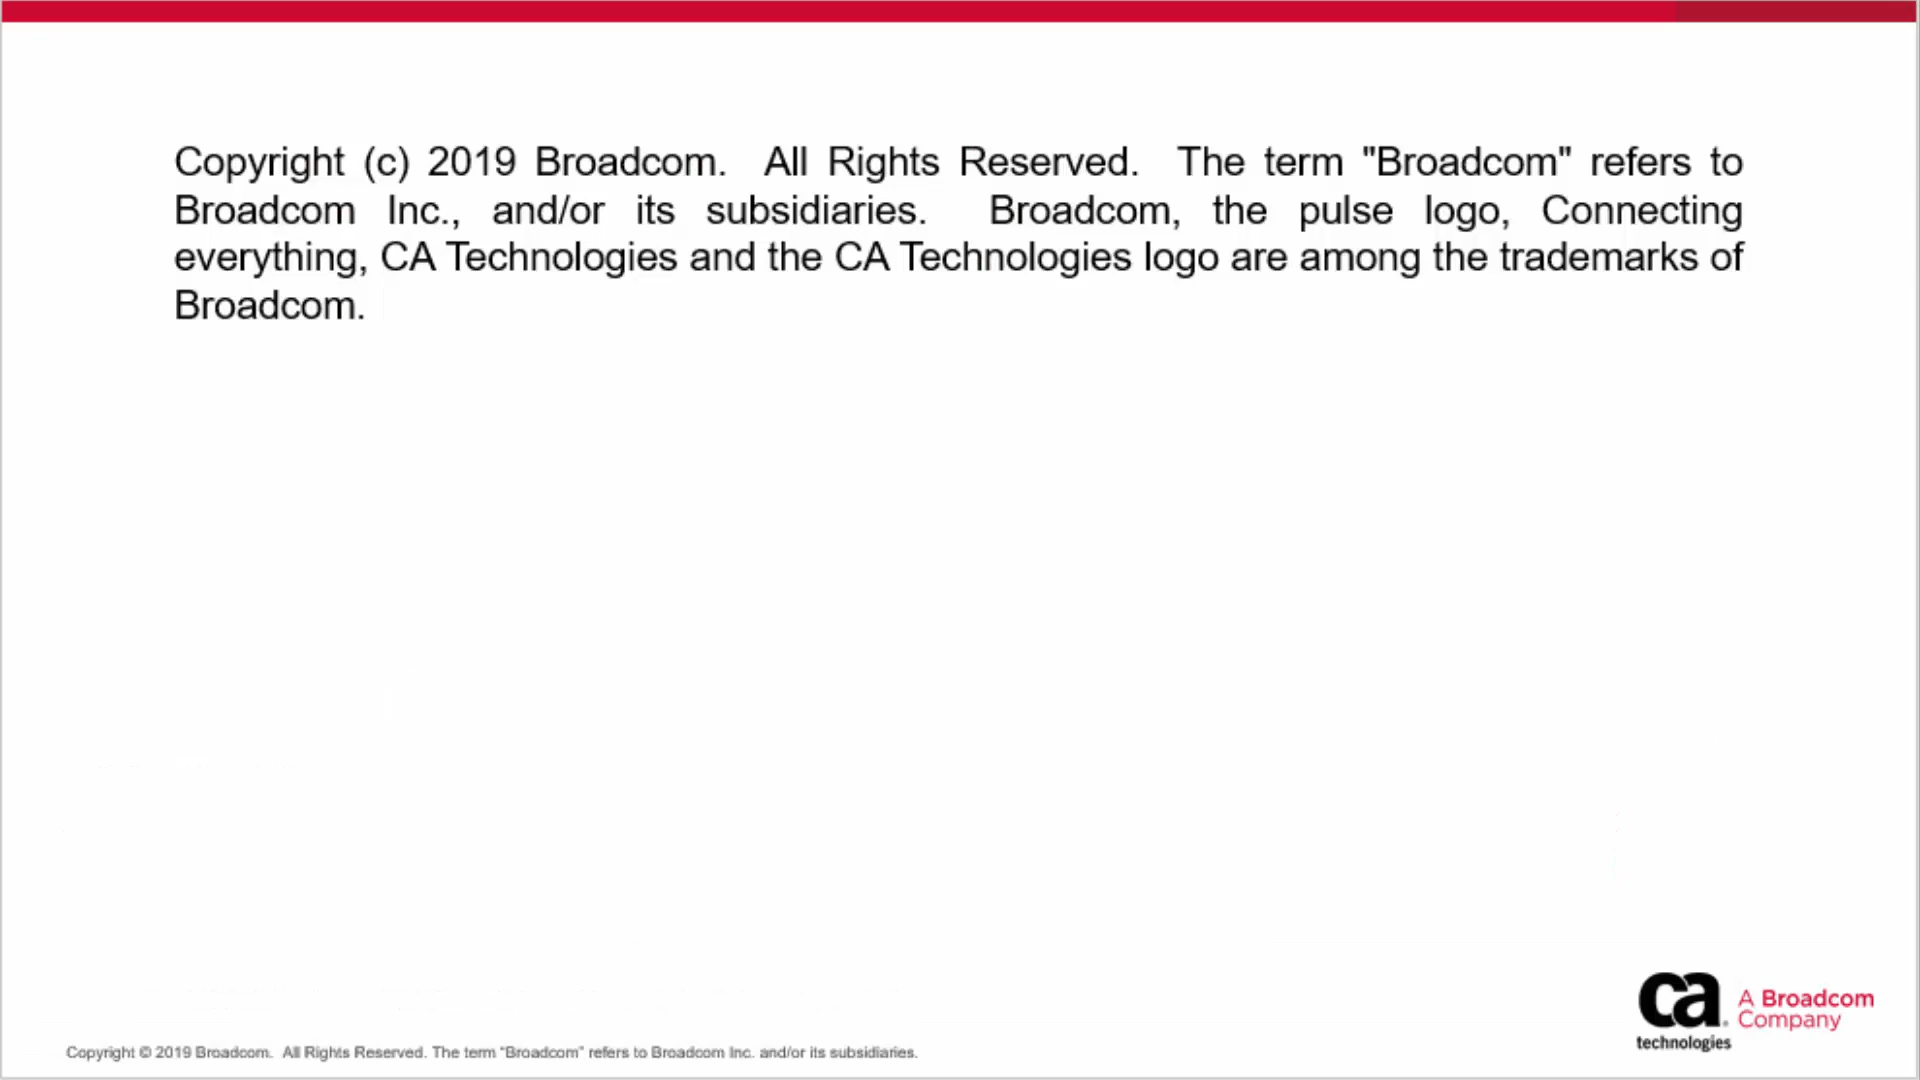 Copyright (c) 2019 Broadcom.  All Rights Reserved.  The term "Broadcom" refers to
Broadcom Inc., and/or its subsidiaries.  Broadcom, the pulse logo, Connecting
everything, CA Technologies and the CA Technologies logo are among the trademarks of
Broadcom.
ca
technologies
A Broadcom
Company
Copyright © 2019 Broadcom.  All Rights Reserved. The term “Broadcom” refers to Broadcom Inc. and/or its subsidiaries.